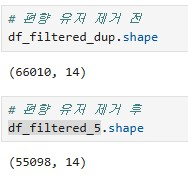 # 편향 유저 제거 전
df_filtered_dup.shape
(66010, 14)
# 편향 유저 제거 후
df_filtered_5.shape
(55098, 14)